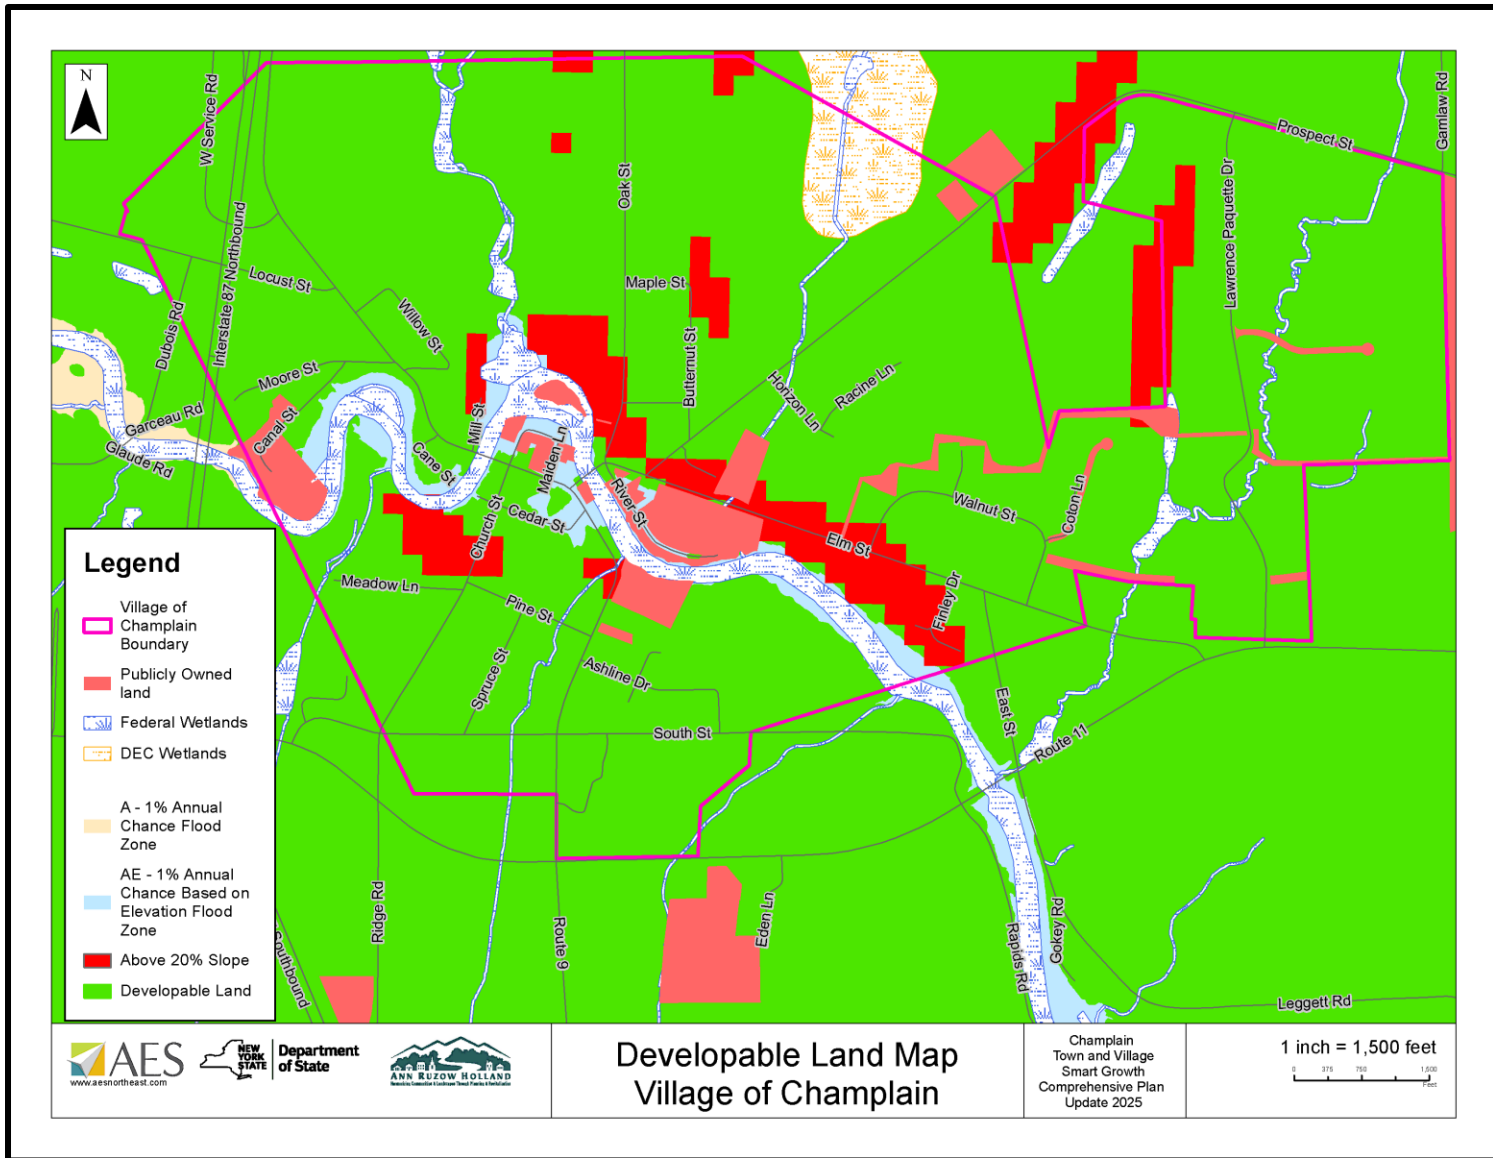 N
W Service Rd
Oak St
Prospect St
Gamlaw Rd
Lawrence Paquette Dr
Interstate 87 Northbound
Locust St
Maple St
Dubois Rd
Willow St
Butternut St
Moore St
Horizon Ln
Racine Ln
Garceau Rd
Canal St
Mill St
Glaude Rd
Cane St
Maiden Ln
River St
Walnut St
Coton Ln
Church St
Cedar St
Elm St
Meadow Ln
Pine St
Finley Dr
Spruce St
Ashline Dr
South St
East St
Route 11
Ridge Rd
Route 9
Eden Ln
Rapids Rd
Gokey Rd
Leggett Rd
Southbound
Legend
Village of
Champlain
Boundary
Publicly Owned
land
Federal Wetlands
DEC Wetlands
A - 1% Annual
Chance Flood
Zone
AE - 1% Annual
Chance Based on
Elevation Flood
Zone
Above 20% Slope
Developable Land
AES
www.aesnortheast.com
NEW
YORK
STATE
Department
of State
ANN RUZOW HOLLAND
Developable Land Map
Village of Champlain
Champlain
Town and Village
Smart Growth
Comprehensive Plan
Update 2025
1 inch = 1,500 feet
0 375 750 1,500
Feet